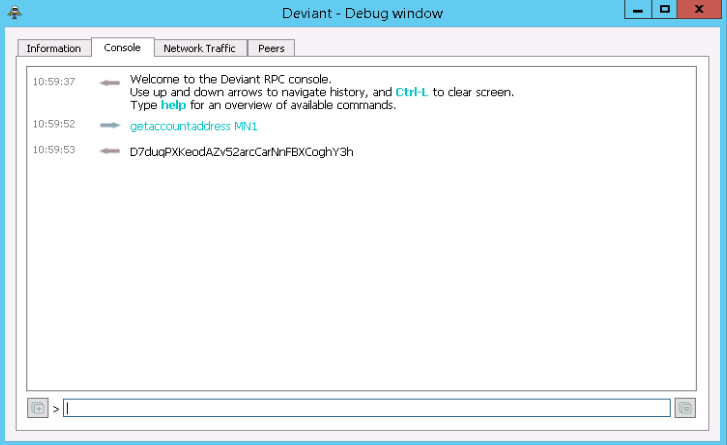 Deviant - Debug window
Information Console Network Traffic Peers
10:59:37 Welcome to the Deviant RPC console.
Use up and down arrows to navigate history, and Ctrl-L to clear screen.
Type help for an overview of available commands.
10:59:52 getaccountaddress MN1
10:59:53 D7duqPXKeodAZv52arcCarNnFBXCoghY3h
>